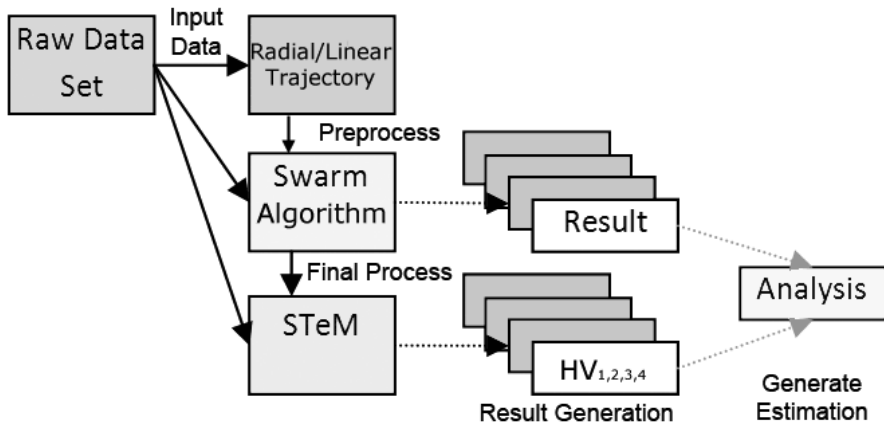 Raw Data
Set
Input
Data
Radial/Linear
Trajectory
Preprocess
Swarm
Algorithm
Result
Final Process
STeM
HV1,2,3,4
Result Generation
Analysis
Generate
Estimation